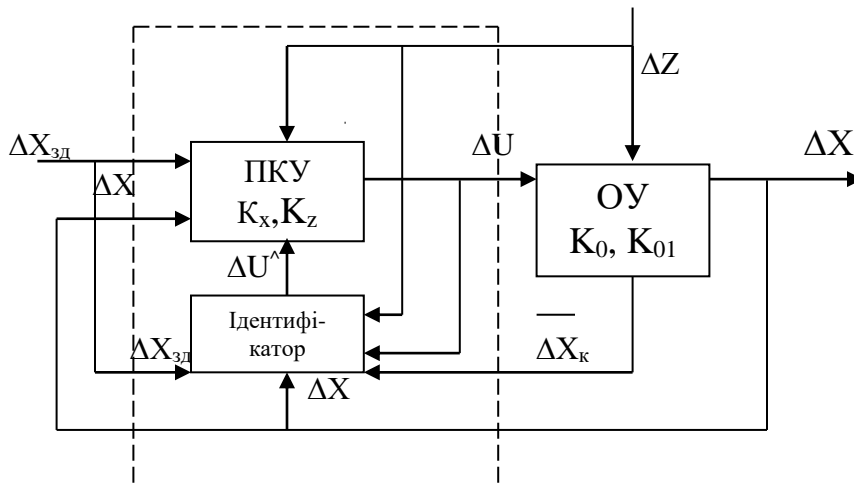 ΔZ
ΔXзд
ΔX
ПКУ
Kx,Kz
ΔU
ОУ
K0, K01
ΔX
ΔU^
Ідентифі-
катор
ΔXзд
ΔX
ΔXк